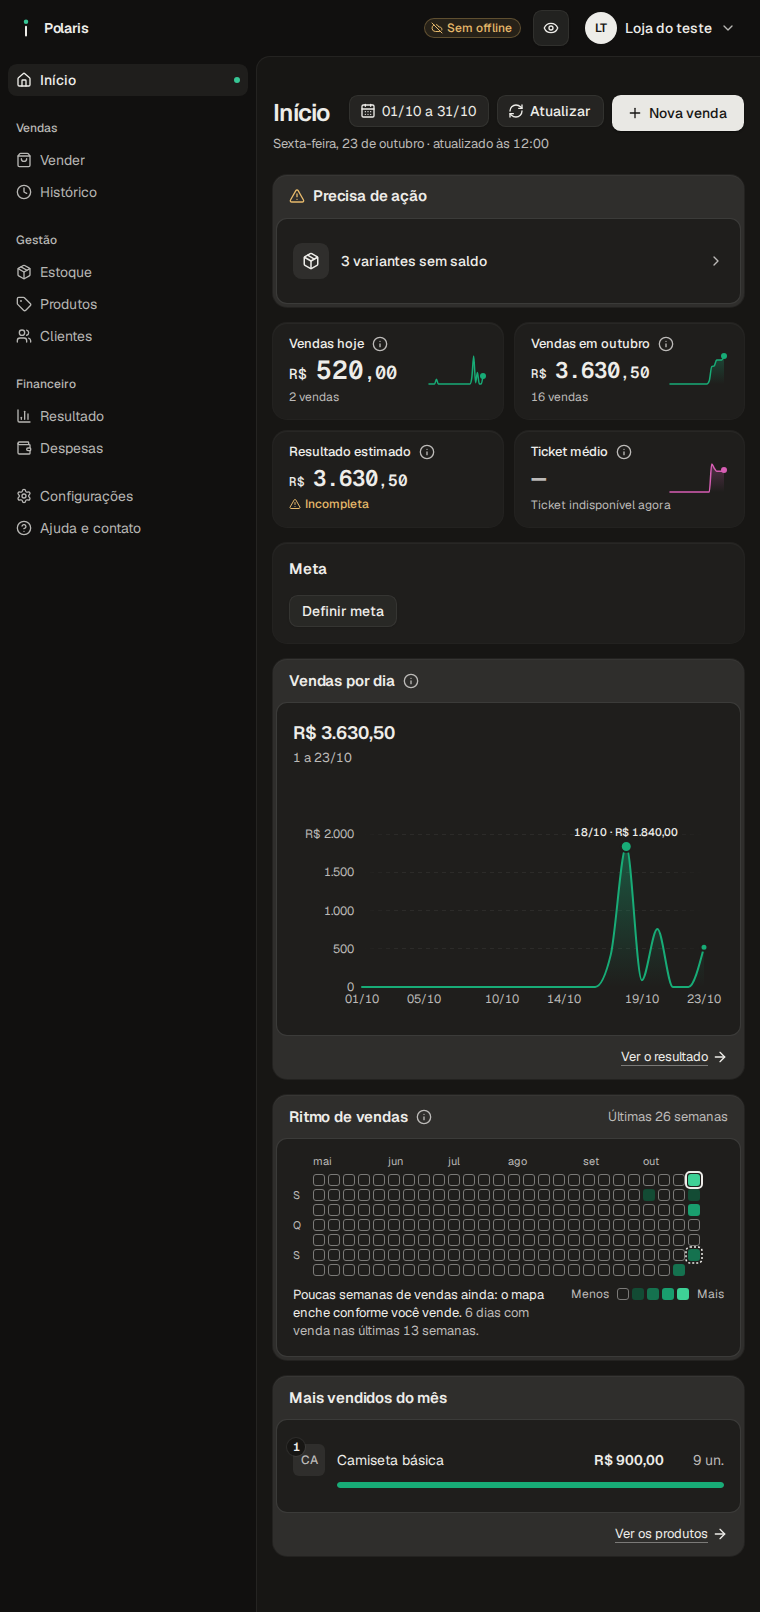 Polaris
Sem offline
LT
Loja do teste
Início
Vendas
Vender
Histórico
Gestão
Estoque
Produtos
Clientes
Financeiro
Resultado
Despesas
Configurações
Ajuda e contato
Início
01/10 a 31/10
Atualizar
Nova venda
Sexta-feira, 23 de outubro · atualizado às 12:00
Precisa de ação
3 variantes sem saldo
Vendas hoje
R$ 520,00
2 vendas
Vendas em outubro
R$ 3.630,50
16 vendas
Resultado estimado
R$ 3.630,50
Incompleta
Ticket médio
—
Ticket indisponível agora
Meta
Definir meta
Vendas por dia
R$ 3.630,50
1 a 23/10
18/10 · R$ 1.840,00
R$ 2.000
1.500
1.000
500
0
01/10 05/10 10/10 14/10 19/10 23/10
Ver o resultado
Ritmo de vendas
Últimas 26 semanas
mai jun jul ago set out
S
Q
S
Poucas semanas de vendas ainda: o mapa
enche conforme você vende. 6 dias com
venda nas últimas 13 semanas.
Menos
Mais
Mais vendidos do mês
1
CA
Camiseta básica
R$ 900,00
9 un.
Ver os produtos